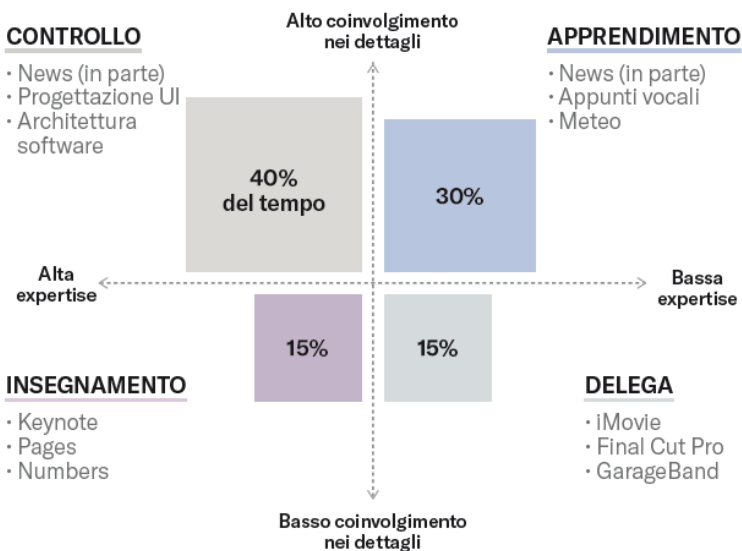 Alto coinvolgimento
nei dettagli
CONTROLLO
· News (in parte)
· Progettazione UI
· Architettura
software
APPRENDIMENTO
· News (in parte)
· Appunti vocali
· Meteo
40%
del tempo
30%
Alta
expertise
Bassa
expertise
15%
15%
INSEGNAMENTO
· Keynote
· Pages
· Numbers
DELEGA
· iMovie
· Final Cut Pro
· GarageBand
Basso coinvolgimento
nei dettagli